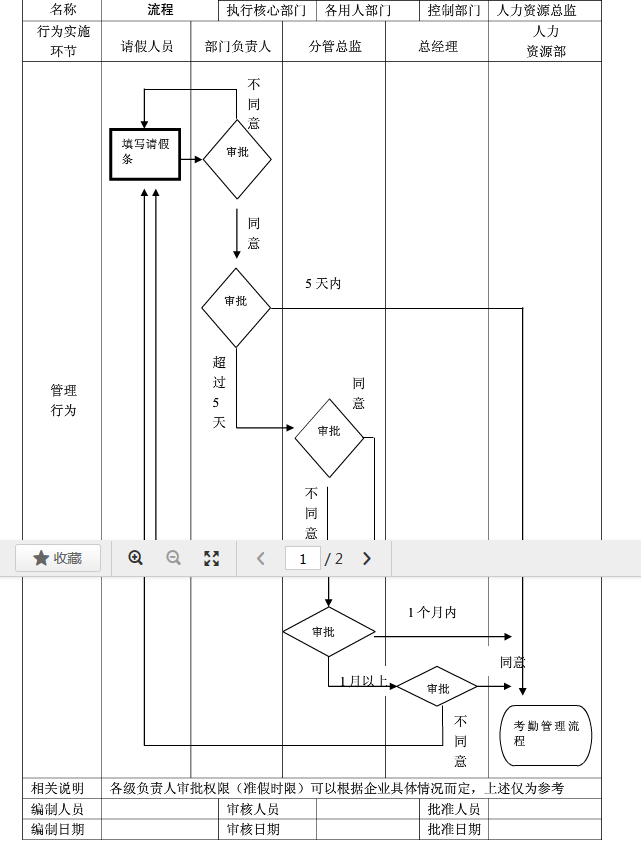 名称 流程 执行核心部门 各用人部门 控制部门 人力资源总监
行为实施
环节
请假人员
部门负责人
分管总监
总经理
人力
资源部
不
同
意
填写请假
条
审批
同
意
审批
5 天内
超
过
5
天
同
意
审批
管理
行为
不
同
意
收藏
1 / 2
审批
1 个月内
同意
1 月以上
审批
不
同
意
考勤管理流
程
相关说明 各级负责人审批权限（准假时限）可以根据企业具体情况而定，上述仅为参考
编制人员 审核人员 批准人员
编制日期 审核日期 批准日期